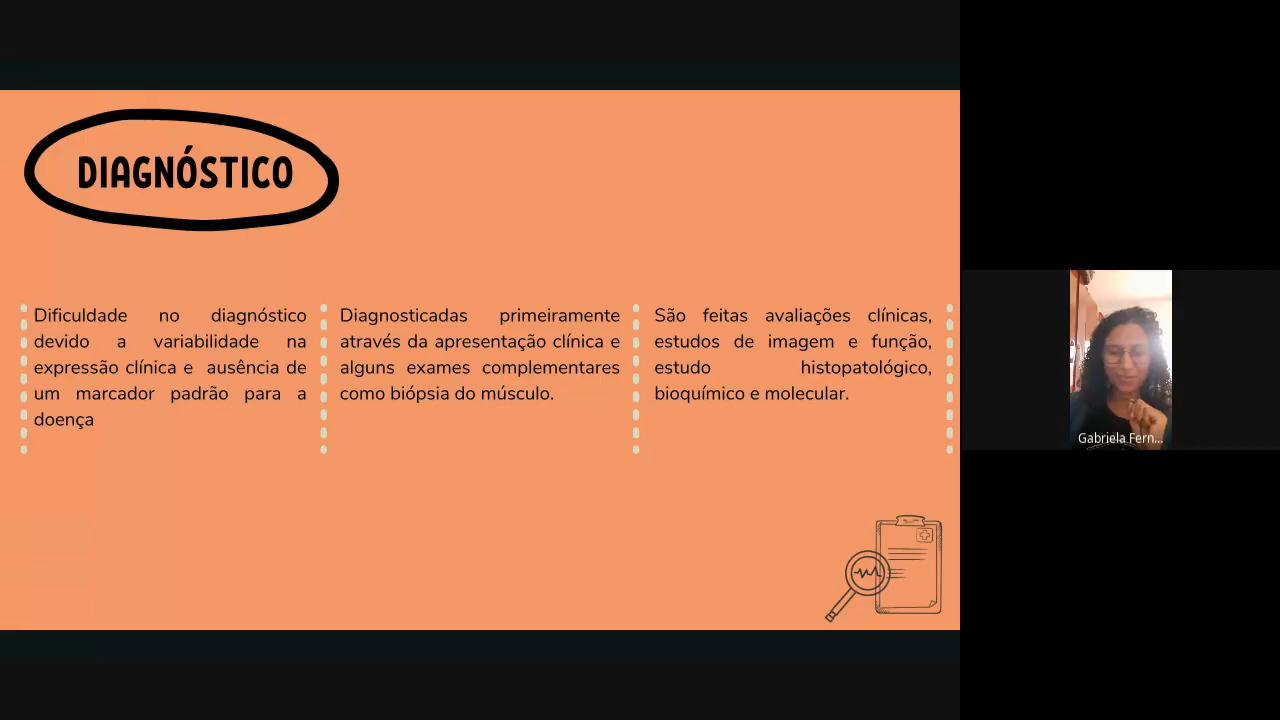 DIAGNÓSTICO
Dificuldade no diagnóstico
devido a variabilidade na
expressão clínica e ausência de
um marcador padrão para a
doença
Diagnosticadas primeiramente
através da apresentação clínica e
alguns exames complementares
como biópsia do músculo.
São feitas avaliações clínicas,
estudos de imagem e função,
estudo histopatológico,
bioquímico e molecular.
Gabriela Fern...